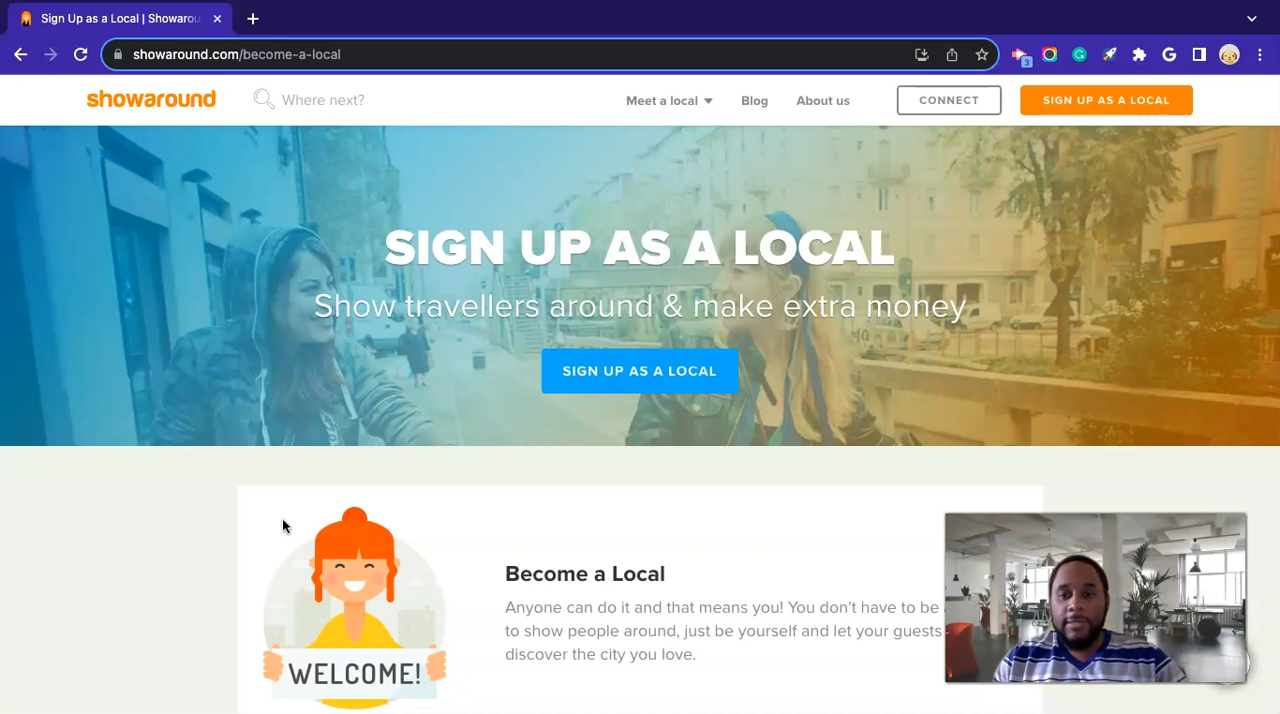 Sign Up as a Local | Showarou
showaround.com/become-a-local
3
showaround
Where next?
Meet a local
Blog
About us
CONNECT
SIGN UP AS A LOCAL
SIGN UP AS A LOCAL
Show travellers around & make extra money
SIGN UP AS A LOCAL
WELCOME!
Become a Local
Anyone can do it and that means you! You don't have to be
to show people around, just be yourself and let your guests
discover the city you love.